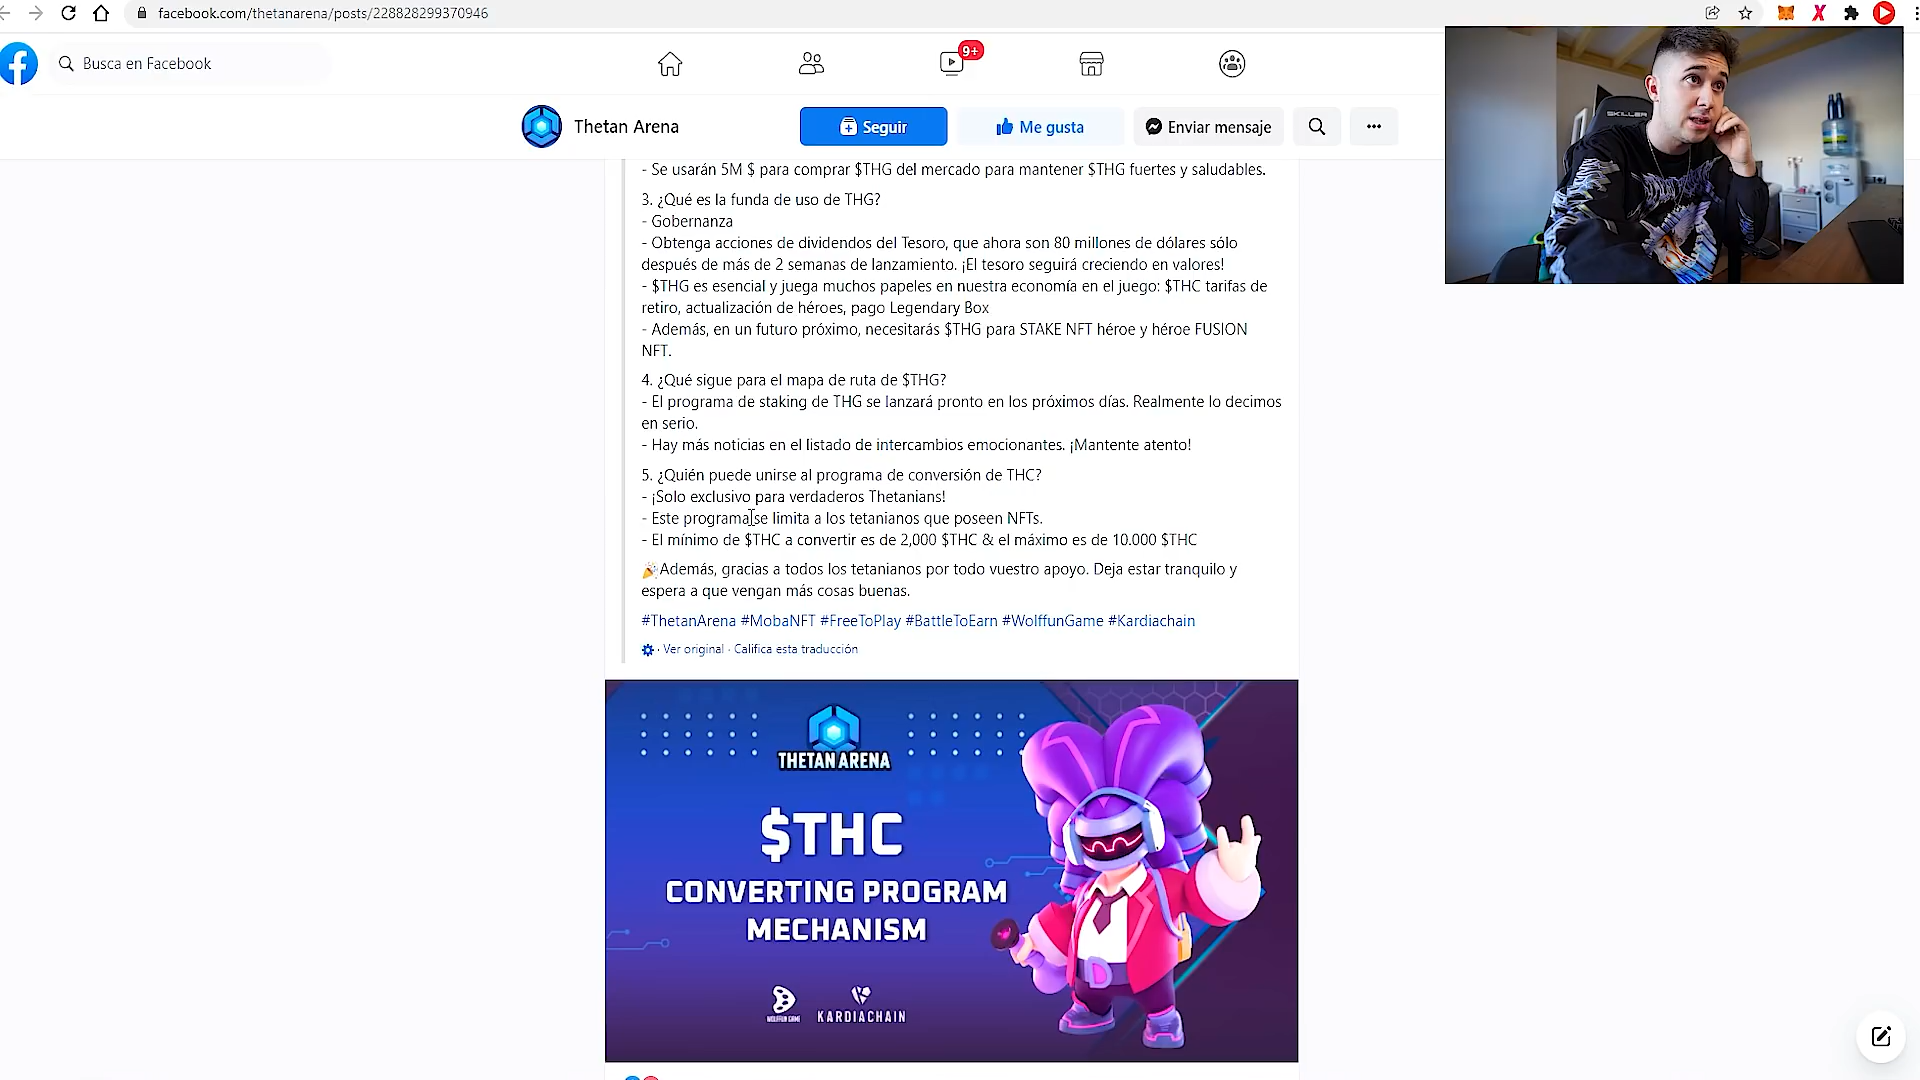 facebook.com/thetanarena/posts/228828299370946
Busca en Facebook
9+
SKILLER
Thetan Arena
Seguir
Me gusta
Enviar mensaje
- Se usarán 5M $ para comprar $THG del mercado para mantener $THG fuertes y saludables.
3. ¿Qué es la funda de uso de THG?
- Gobernanza
- Obtenga acciones de dividendos del Tesoro, que ahora son 80 millones de dólares sólo
después de más de 2 semanas de lanzamiento. ¡El tesoro seguirá creciendo en valores!
- $THG es esencial y juega muchos papeles en nuestra economía en el juego: $THC tarifas de
retiro, actualización de héroes, pago Legendary Box
- Además, en un futuro próximo, necesitarás $THG para STAKE NFT héroe y héroe FUSION
NFT.
4. ¿Qué sigue para el mapa de ruta de $THG?
- El programa de staking de THG se lanzará pronto en los próximos días. Realmente lo decimos
en serio.
- Hay más noticias en el listado de intercambios emocionantes. ¡Mantente atento!
5. ¿Quién puede unirse al programa de conversión de THC?
- ¡Solo exclusivo para verdaderos Thetanians!
- Este programa se limita a los tetanianos que poseen NFTs.
- El mínimo de $THC a convertir es de 2,000 $THC & el máximo es de 10.000 $THC
Además, gracias a todos los tetanianos por todo vuestro apoyo. Deja estar tranquilo y
espera a que vengan más cosas buenas.
#ThetanArena #MobaNFT #FreeToPlay #BattleToEarn #WolffunGame #Kardiachain
· Ver original · Califica esta traducción
THETAN ARENA
$THC
CONVERTING PROGRAM
MECHANISM
WOLFFUN GAME
KARDIACHAIN